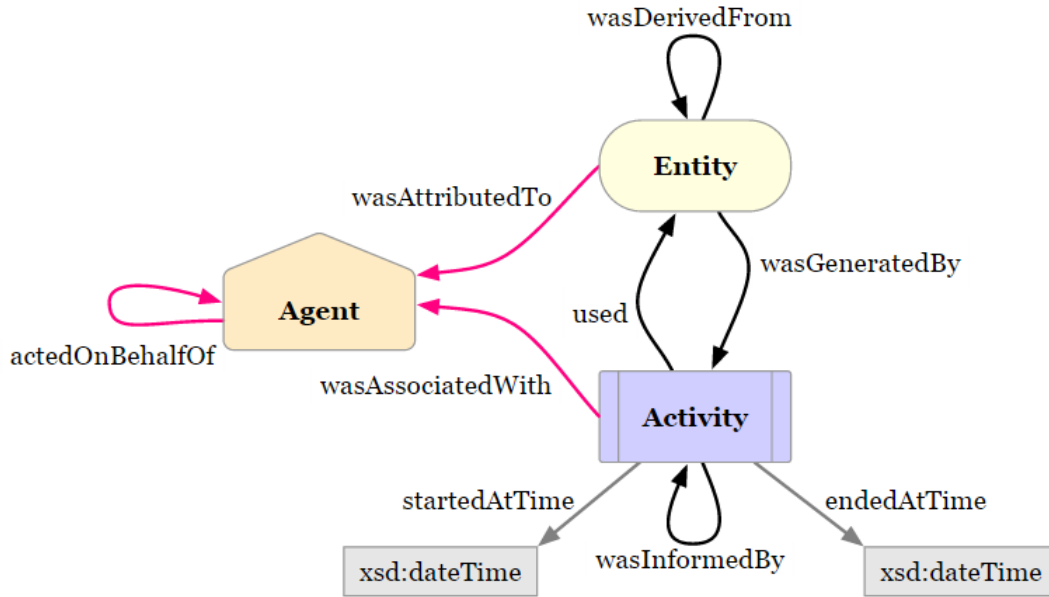 wasDerivedFrom
Entity
wasAttributedTo
wasGeneratedBy
Agent
used
actedOnBehalfOf
wasAssociatedWith
Activity
startedAtTime
endedAtTime
wasInformedBy
xsd:dateTime
xsd:dateTime